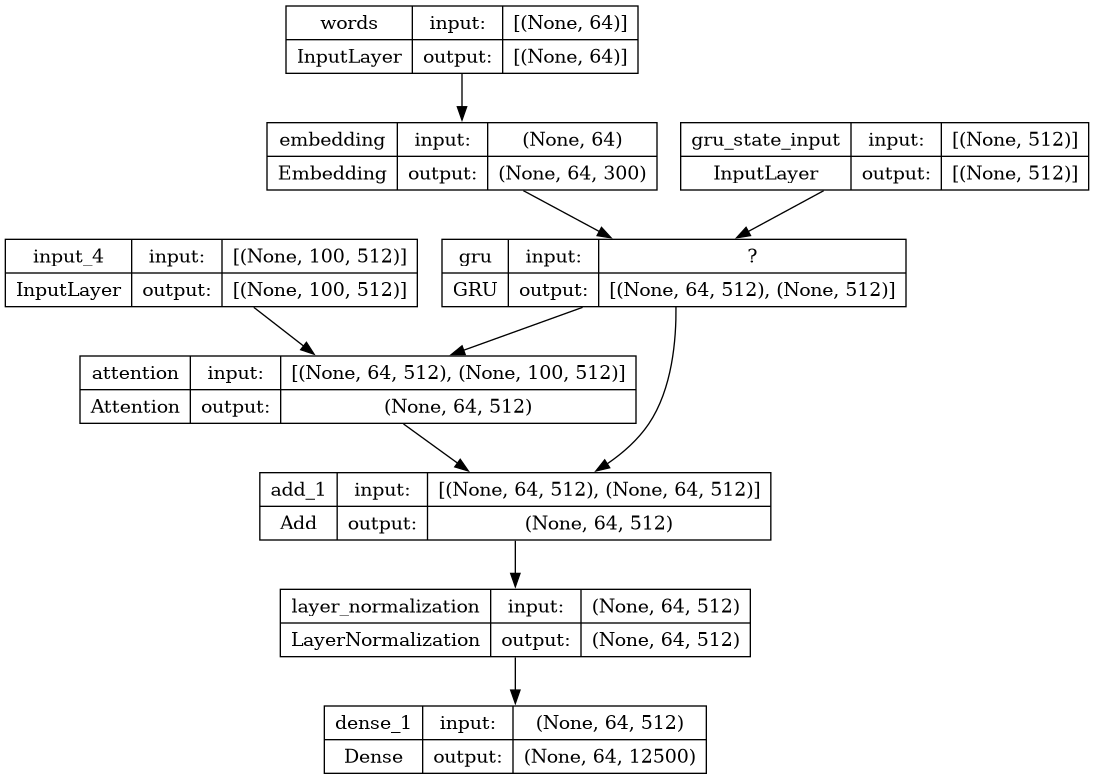 words input: [(None, 64)]
InputLayer output: [(None, 64)]
embedding input: (None, 64)
Embedding output: (None, 64, 300)
gru_state_input input: [(None, 512)]
InputLayer output: [(None, 512)]
input_4 input: [(None, 100, 512)]
InputLayer output: [(None, 100, 512)]
gru input: ?
GRU output: [(None, 64, 512), (None, 512)]
attention input: [(None, 64, 512), (None, 100, 512)]
Attention output: (None, 64, 512)
add_1 input: [(None, 64, 512), (None, 64, 512)]
Add output: (None, 64, 512)
layer_normalization input: (None, 64, 512)
LayerNormalization output: (None, 64, 512)
dense_1 input: (None, 64, 512)
Dense output: (None, 64, 12500)